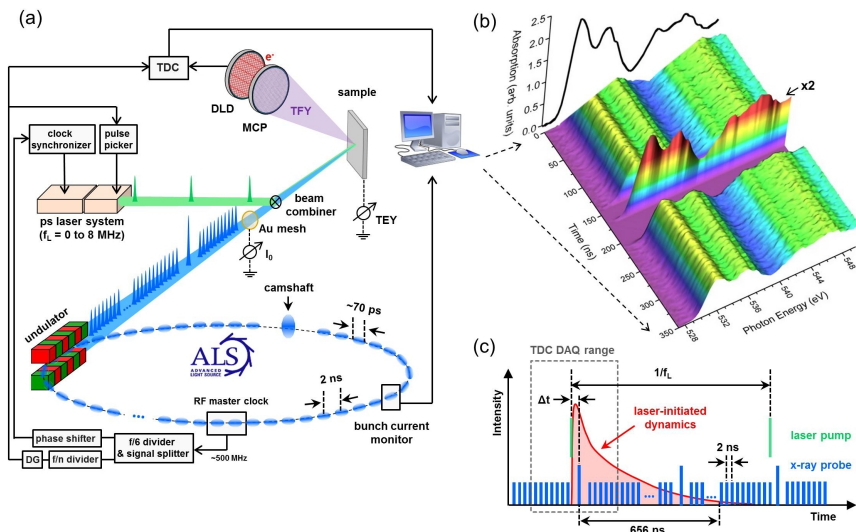 (a)
TDC
e-
DLD
MCP
TFY
sample
clock
synchronizer
pulse
picker
ps laser system
(fL = 0 to 8 MHz)
beam
combiner
Au mesh
I0
TEY
undulator
camshaft
~70 ps
ALS
ADVANCED
LIGHT SOURCE
2 ns
RF master clock
~500 MHz
bunch current
monitor
phase shifter
f/6 divider
& signal splitter
DG
f/n divider
(b)
Absorption
(arb. units)
2.5
2.0
1.5
1.0
0.5
0.0
x2
0
50
100
150
200
250
300
350
Time (ns)
528
532
536
540
544
548
Photon Energy (eV)
(c)
TDC DAQ range
1/fL
Δt
Intensity
laser-initiated
dynamics
laser pump
2 ns
x-ray probe
...
...
Time
656 ns